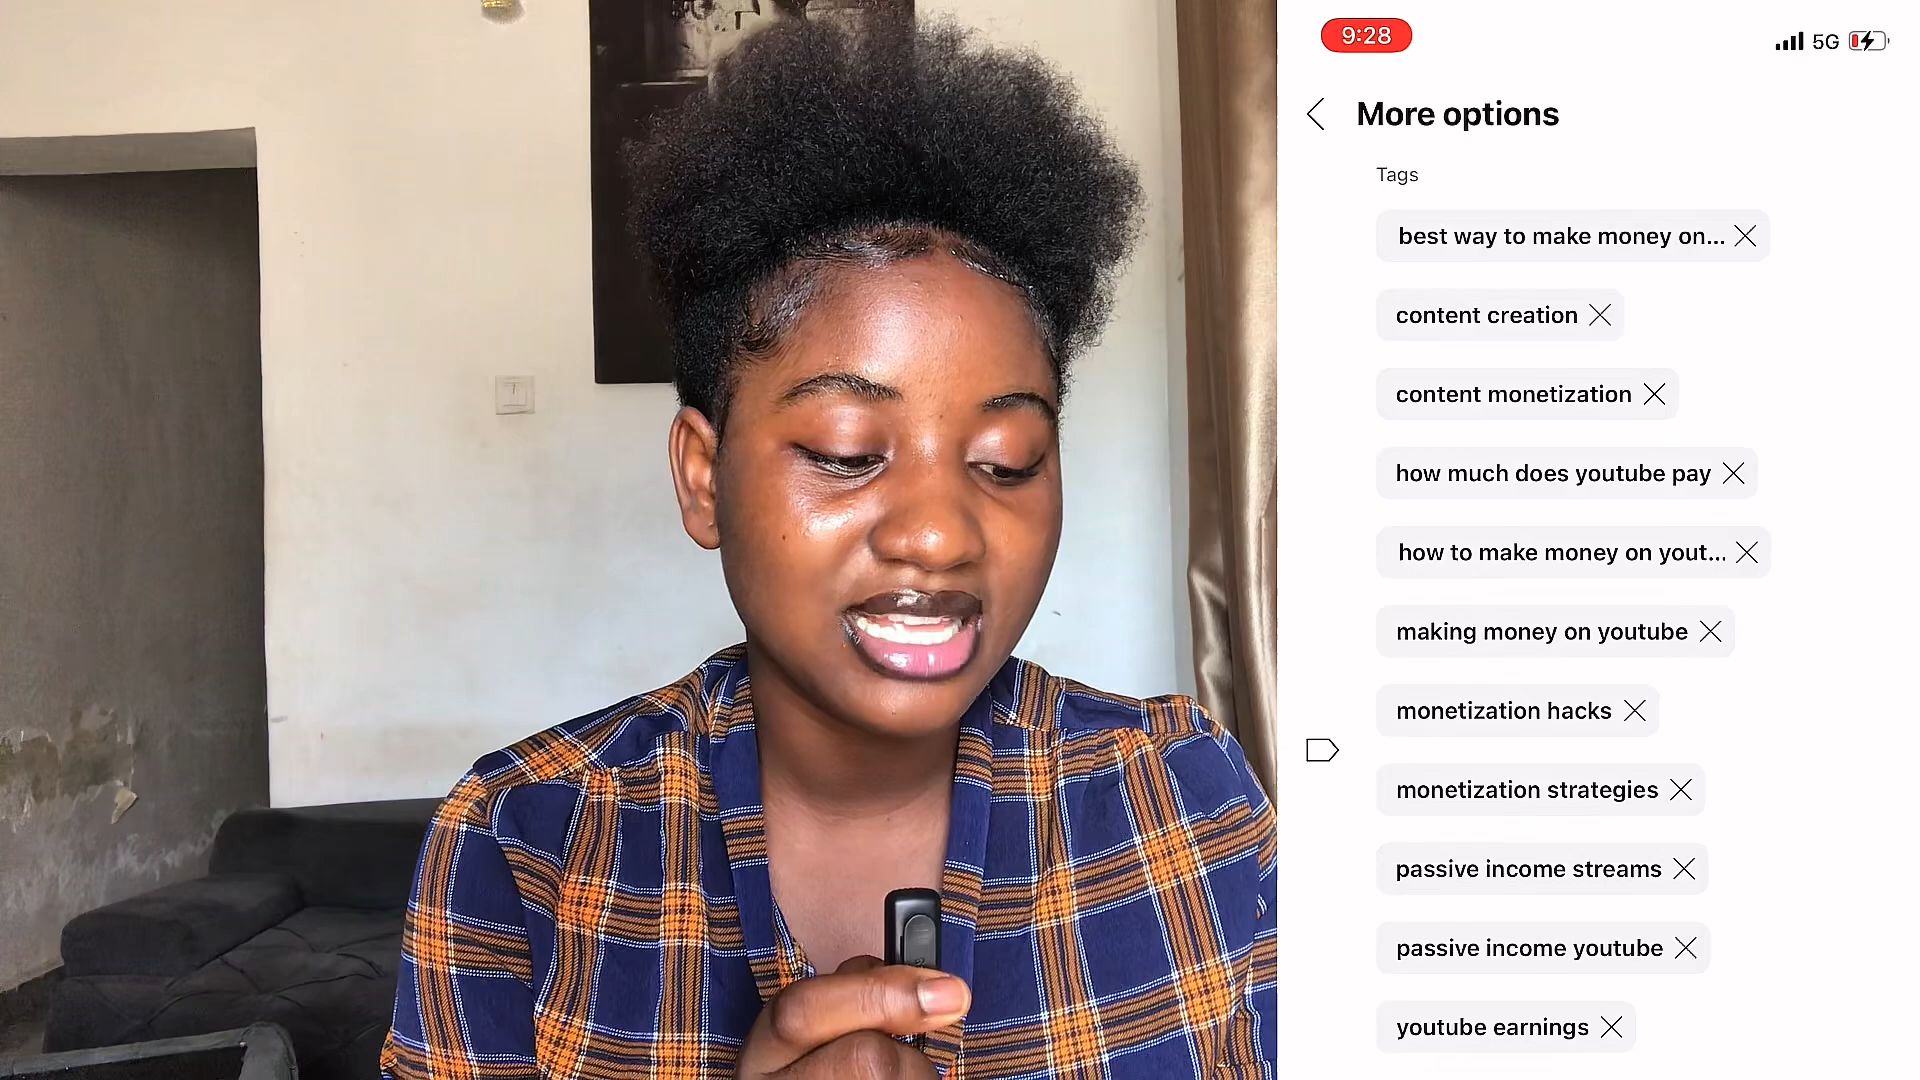 9:28
5G
More options
Tags
best way to make money on...
content creation
content monetization
how much does youtube pay
how to make money on yout...
making money on youtube
monetization hacks
monetization strategies
passive income streams
passive income youtube
youtube earnings